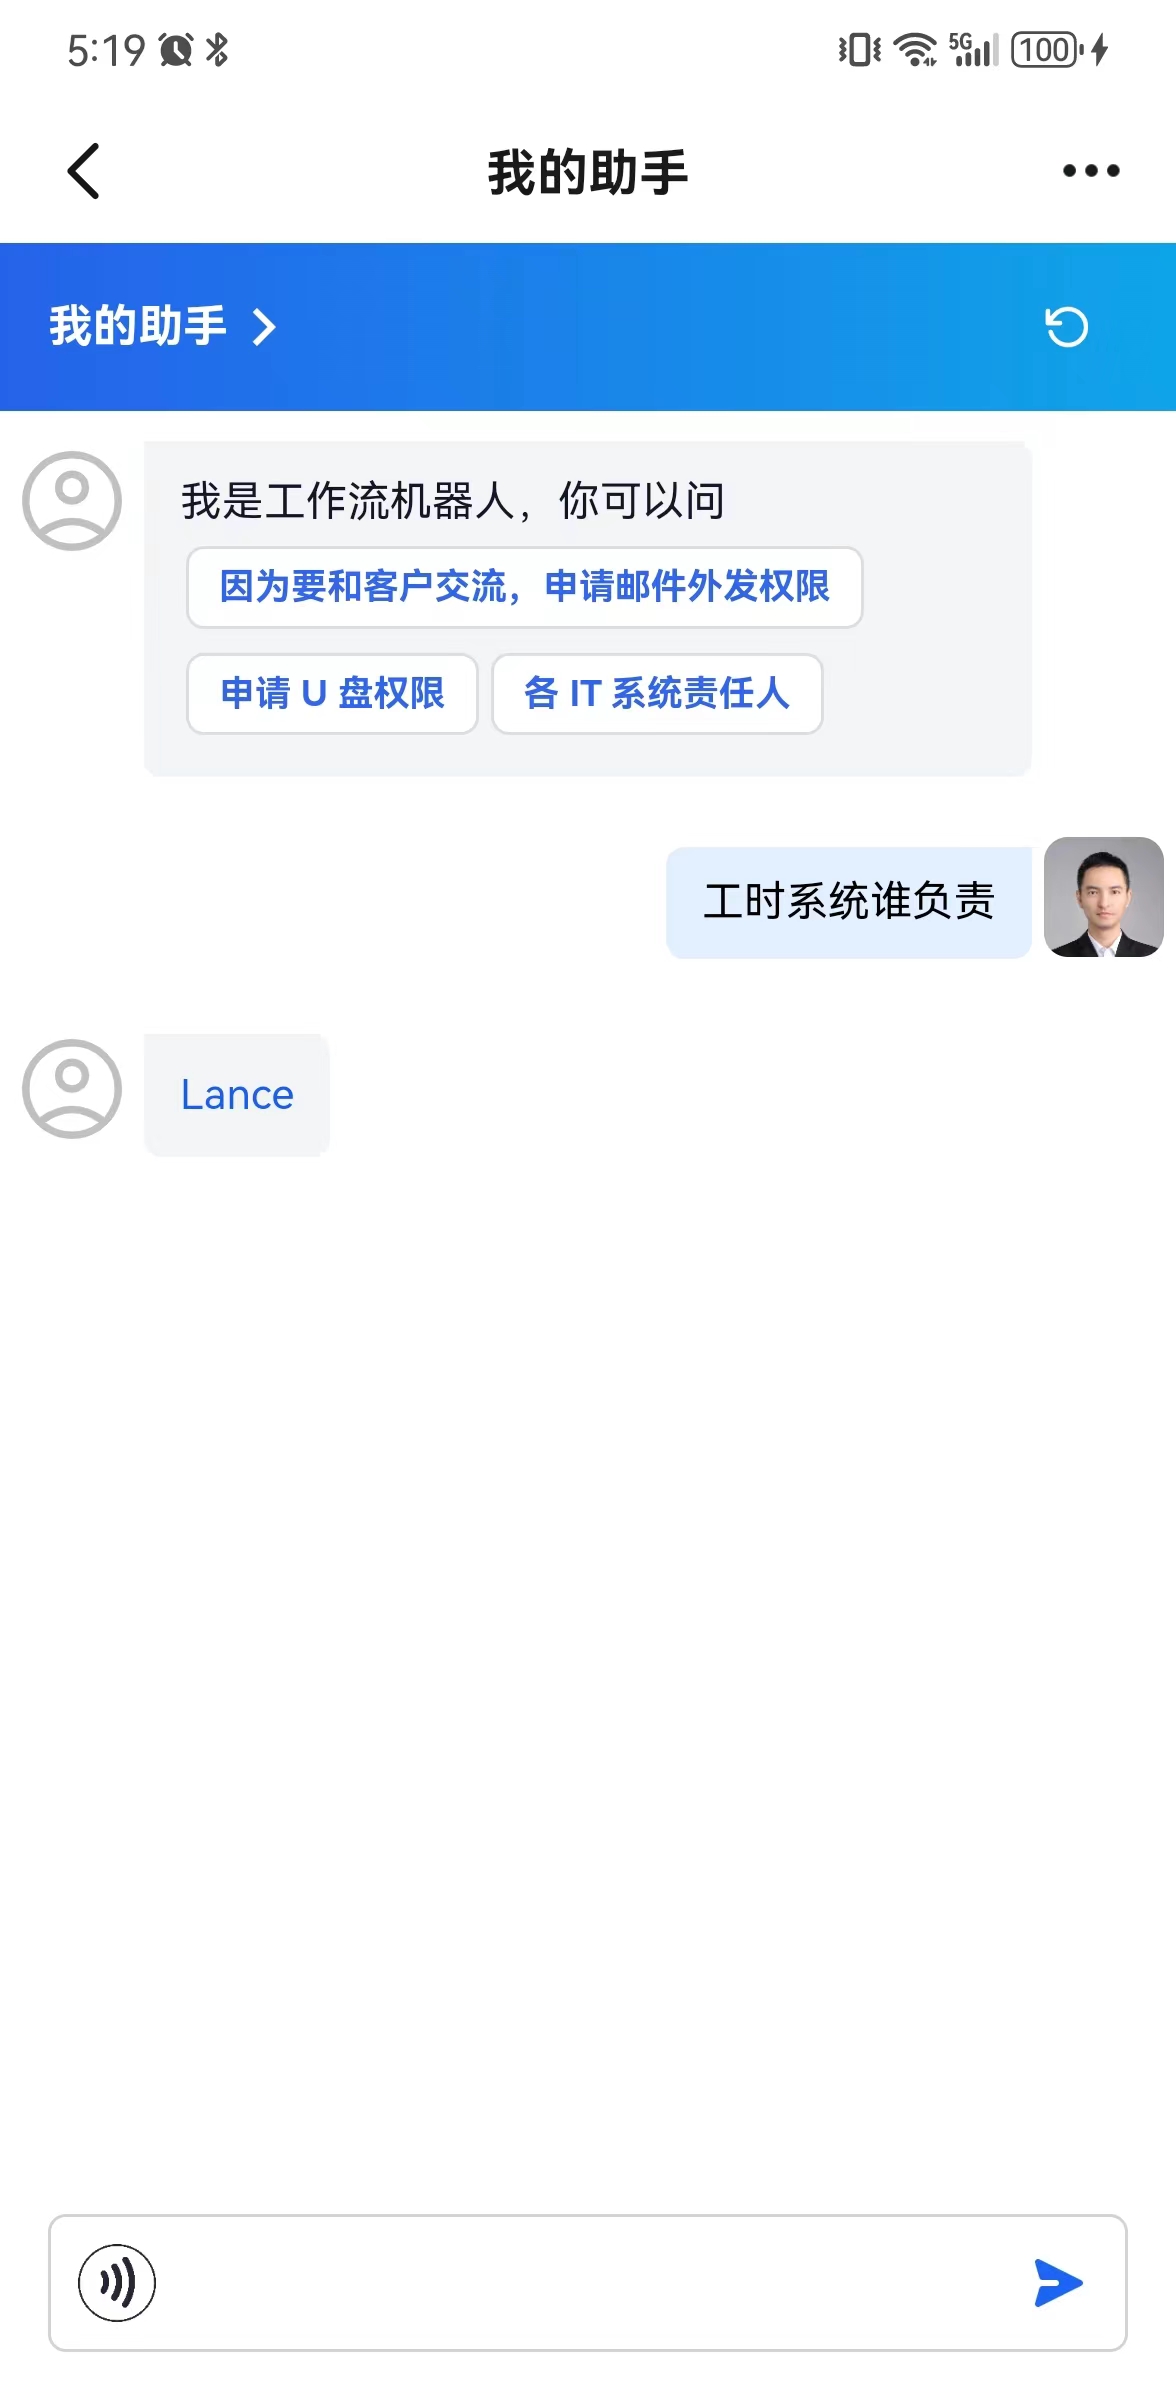 5:19
5G
100
我的助手
我的助手
我是工作流机器人，你可以问
因为要和客户交流，申请邮件外发权限
申请 U 盘权限
各 IT 系统责任人
工时系统谁负责
Lance